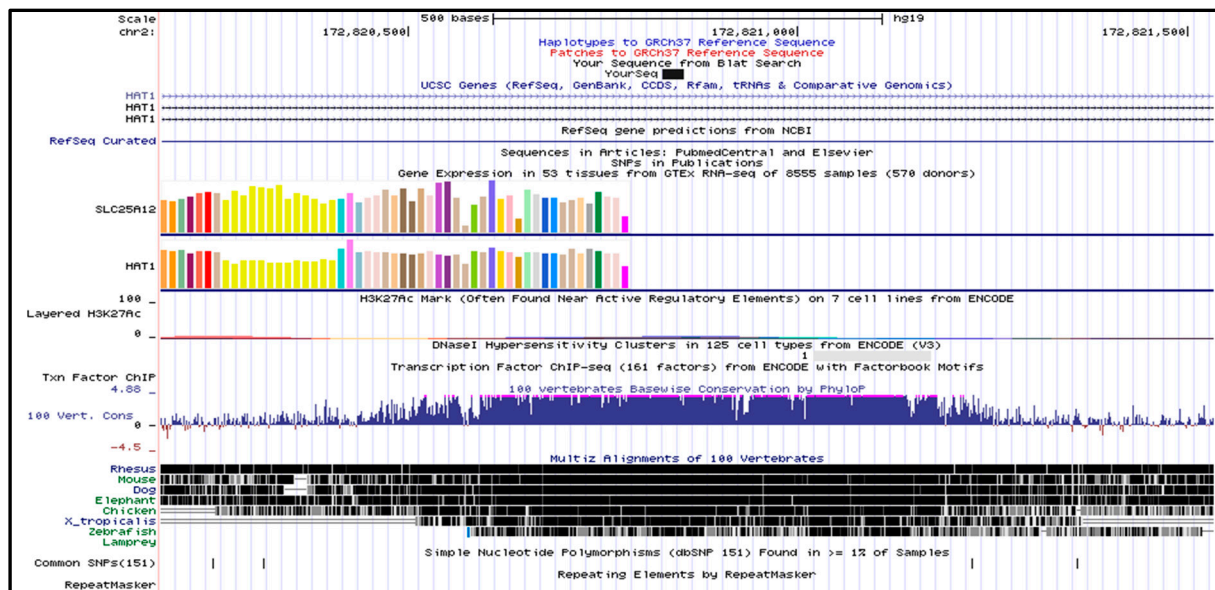 Scale 500 bases hg19
chr2: 172,820,500 172,821,000 172,821,500
Haplotypes to GRCh37 Reference Sequence
Patches to GRCh37 Reference Sequence
Your Sequence from Blat Search
YourSeq
UCSC Genes (RefSeq, GenBank, CCDS, Rfam, tRNAs & Comparative Genomics)
HAT1
HAT1
HAT1
RefSeq gene predictions from NCBI
RefSeq Curated
Sequences in Articles: PubmedCentral and Elsevier
SNPs in Publications
Gene Expression in 53 tissues from GTEx RNA-seq of 8555 samples (570 donors)
SLC25A12
HAT1
H3K27Ac Mark (Often Found Near Active Regulatory Elements) on 7 cell lines from ENCODE
100 _
Layered H3K27Ac
0 _
DNaseI Hypersensitivity Clusters in 125 cell types from ENCODE (V3)
1
Transcription Factor ChIP-seq (161 factors) from ENCODE with Factorbook Motifs
Txn Factor ChIP
4.88 _
100 vertebrates Basewise Conservation by PhyloP
100 Vert. Cons
0 -
-4.5 _
Multiz Alignments of 100 Vertebrates
Rhesus
Mouse
Dog
Elephant
Chicken
X_tropicalis
Zebrafish
Lamprey
Simple Nucleotide Polymorphisms (dbSNP 151) Found in >= 1% of Samples
Common SNPs(151)
Repeating Elements by RepeatMasker
RepeatMasker